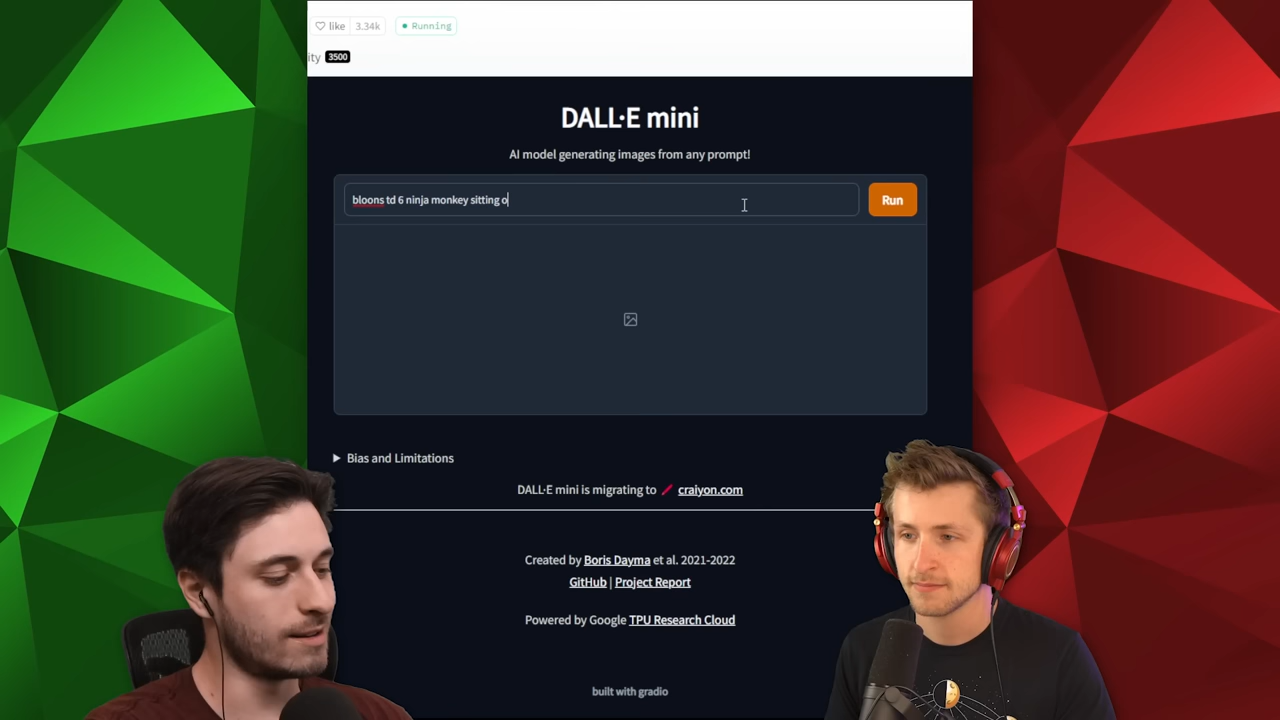 like 3.34k Running
ity 3500
DALL·E mini
AI model generating images from any prompt!
bloons td 6 ninja monkey sitting o
Run
Bias and Limitations
DALL·E mini is migrating to craiyon.com
Created by Boris Dayma et al. 2021-2022
GitHub | Project Report
Powered by Google TPU Research Cloud
built with gradio